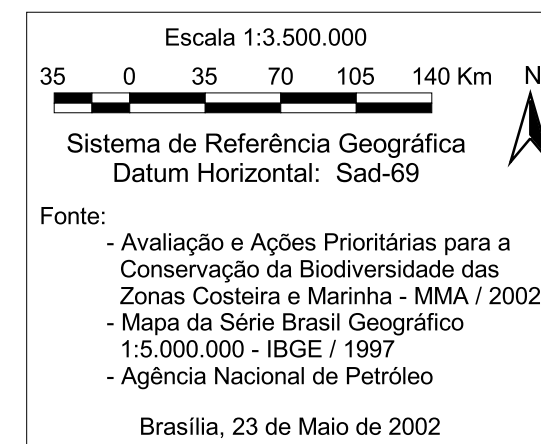 Escala 1:3.500.000
35 0 35 70 105 140 Km
N
Sistema de Referência Geográfica
Datum Horizontal: Sad-69
Fonte:
- Avaliação e Ações Prioritárias para a
Conservação da Biodiversidade das
Zonas Costeira e Marinha - MMA / 2002
- Mapa da Série Brasil Geográfico
1:5.000.000 - IBGE / 1997
- Agência Nacional de Petróleo
Brasília, 23 de Maio de 2002